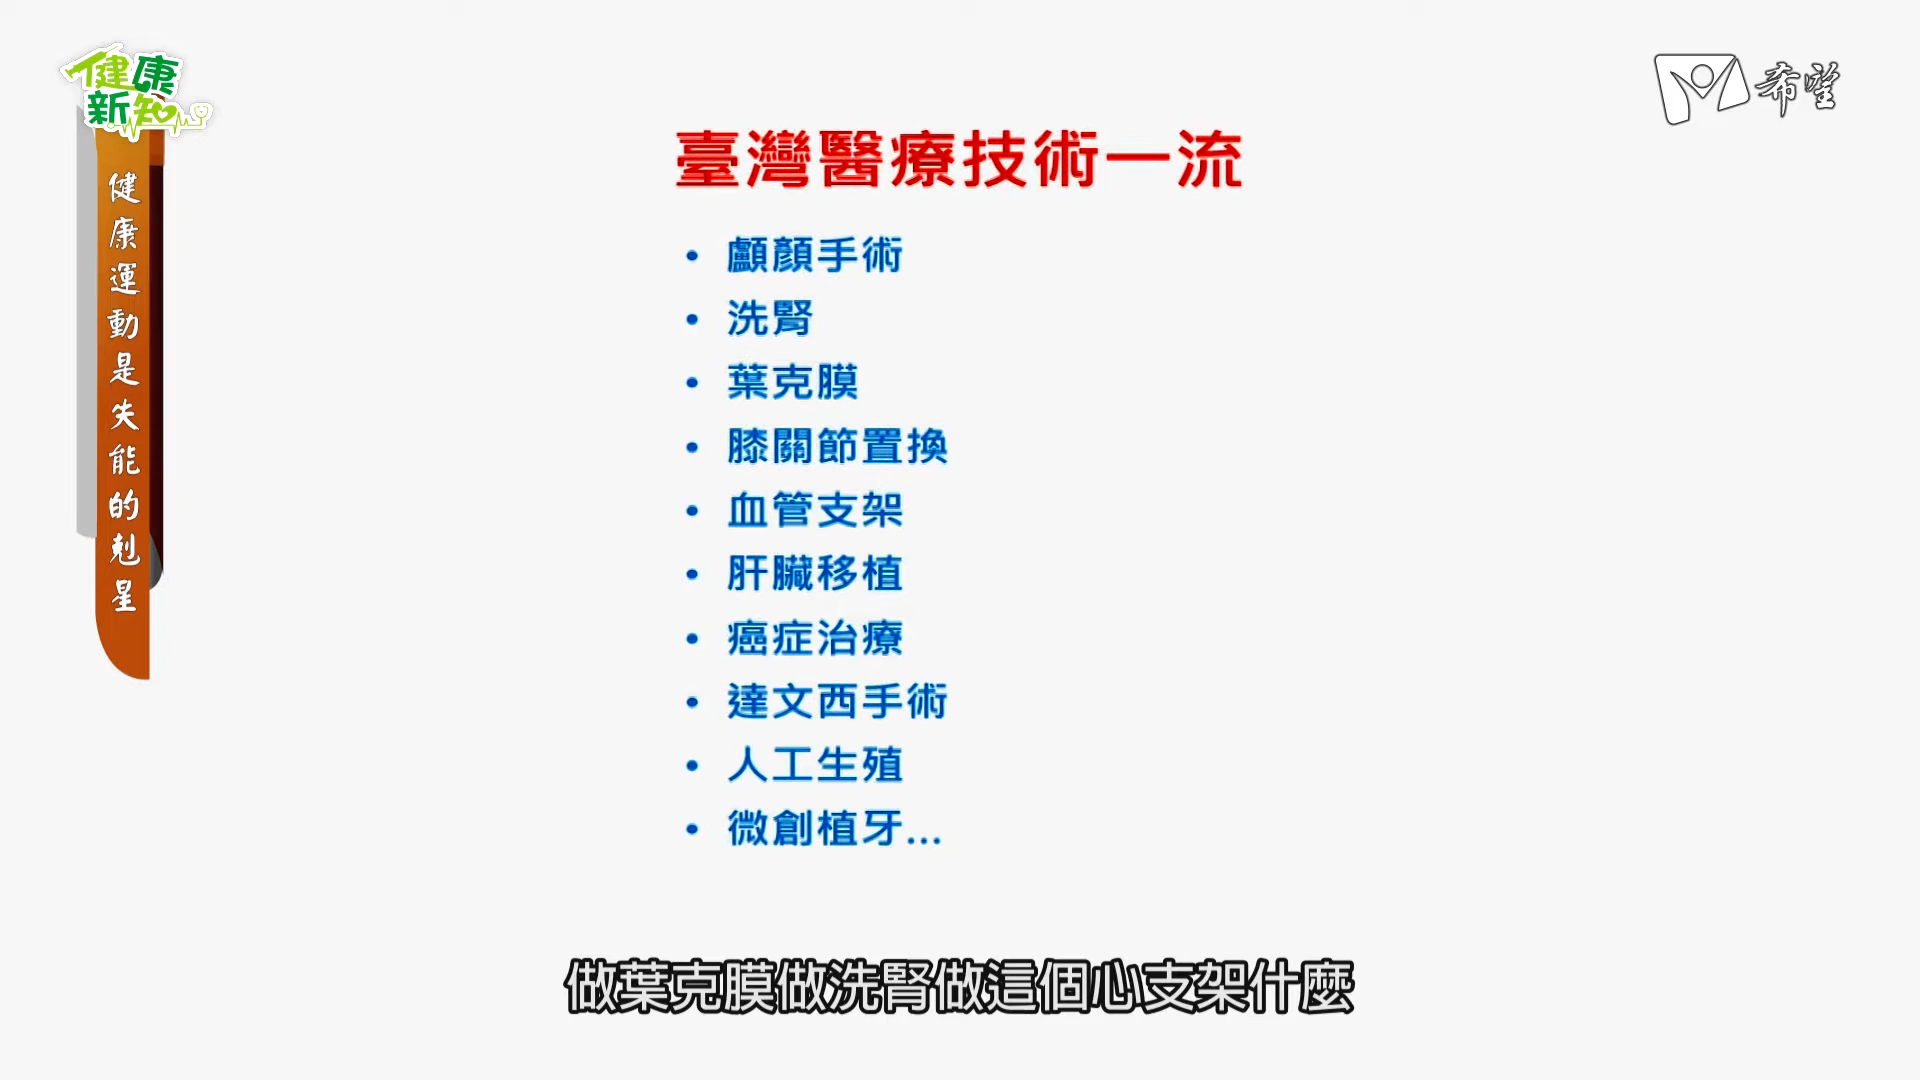 健康
新知
希望
健康運動是失能的剋星
臺灣醫療技術一流
• 顱顏手術
• 洗腎
• 葉克膜
• 膝關節置換
• 血管支架
• 肝臟移植
• 癌症治療
• 達文西手術
• 人工生殖
• 微創植牙...
做葉克膜做洗腎做這個心支架什麼